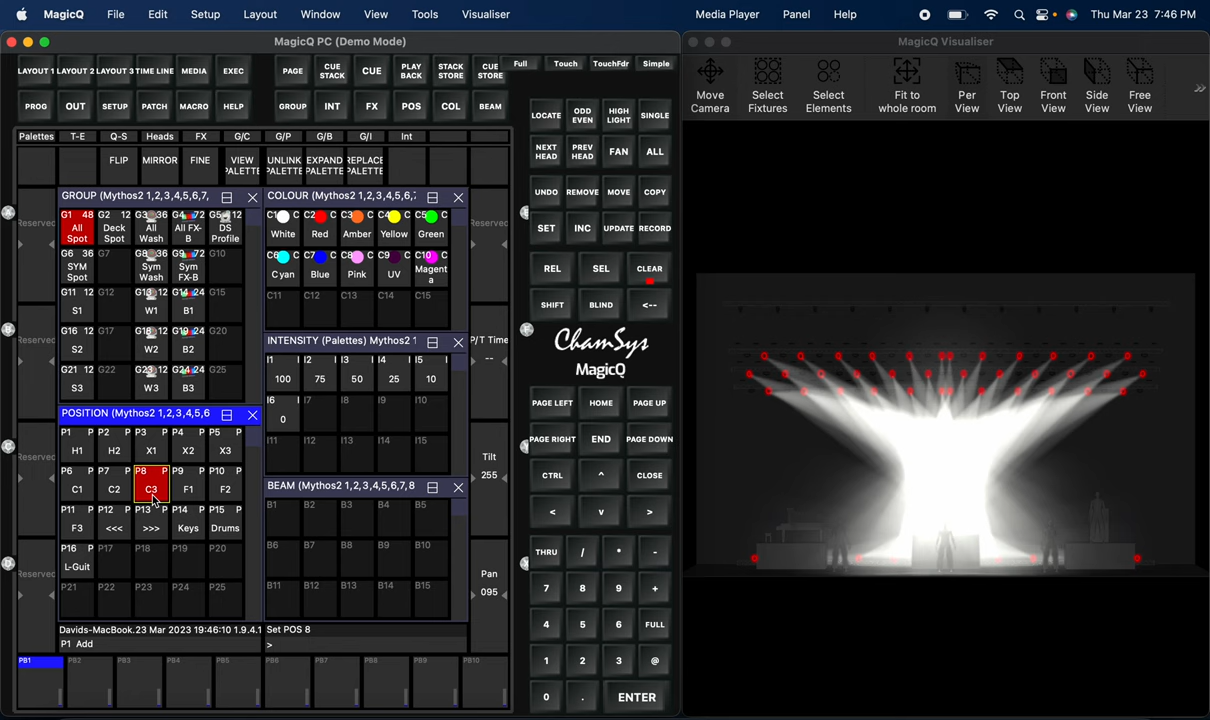 MagicQ File Edit Setup Layout Window View Tools Visualiser Media Player Panel Help Thu Mar 23 7:46 PM
MagicQ PC (Demo Mode)
LAYOUT 1 LAYOUT 2 LAYOUT 3 TIME LINE MEDIA EXEC PAGE CUE STACK CUE PLAY BACK STACK STORE CUE STORE Full Touch TouchFdr Simple
PROG OUT SETUP PATCH MACRO HELP GROUP INT FX POS COL BEAM
Palettes T-E Q-S Heads FX G/C G/P G/B G/I Int
FLIP MIRROR FINE VIEW PALETTE UNLINK PALETTE EXPAND PALETTE REPLACE PALETTE
GROUP (Mythos2 1,2,3,4,5,6,7,
G1 48 G2 12 G3 36 G4 72 G5 12
All Spot Deck Spot All Wash All FX-B DS Profile
G6 36 G7 G8 36 G9 72 G10
SYM Spot Sym Wash Sym FX-B
G11 12 G12 G13 12 G14 24 G15
S1 W1 B1
G16 12 G17 G18 12 G19 24 G20
S2 W2 B2
G21 12 G22 G23 12 G24 24 G25
S3 W3 B3
COLOUR (Mythos2 1,2,3,4,5,6,7
C1 C C2 C C3 C C4 C C5 C
White Red Amber Yellow Green
C6 C C7 C C8 C C9 C C10 C
Cyan Blue Pink UV Magenta
C11 C12 C13 C14 C15
INTENSITY (Palettes) Mythos2 1
I1 I I2 I I3 I I4 I I5 I
100 75 50 25 10
I6 I I7 I8 I9 I10
0
I11 I12 I13 I14 I15
POSITION (Mythos2 1,2,3,4,5,6
P1 P P2 P P3 P P4 P P5 P
H1 H2 X1 X2 X3
P6 P P7 P P8 P P9 P P10 P
C1 C2 C3 F1 F2
P11 P P12 P P13 P P14 P P15 P
F3 <<< >>> Keys Drums
P16 P P17 P18 P19 P20
L-Guit
P21 P22 P23 P24 P25
BEAM (Mythos2 1,2,3,4,5,6,7,8
B1 B2 B3 B4 B5
B6 B7 B8 B9 B10
B11 B12 B13 B14 B15
Reserved Reserved Reserved Reserved
Reserved
P/T Time
--
Tilt
255
Pan
095
Davids-MacBook.23 Mar 2023 19:46:10 1.9.4.1 Set POS 8
P1 Add >
PB1 PB2 PB3 PB4 PB5 PB6 PB7 PB8 PB9 PB10
LOCATE ODD EVEN HIGH LIGHT SINGLE
NEXT HEAD PREV HEAD FAN ALL
UNDO REMOVE MOVE COPY
SET INC UPDATE RECORD
REL SEL CLEAR
SHIFT BLIND <--
ChamSys
MagicQ
PAGE LEFT HOME PAGE UP
PAGE RIGHT END PAGE DOWN
CTRL ^ CLOSE
< v >
THRU / * -
7 8 9 +
4 5 6 FULL
1 2 3 @
0 . ENTER
MagicQ Visualiser
Move Camera Select Fixtures Select Elements Fit to whole room Per View Top View Front View Side View Free View